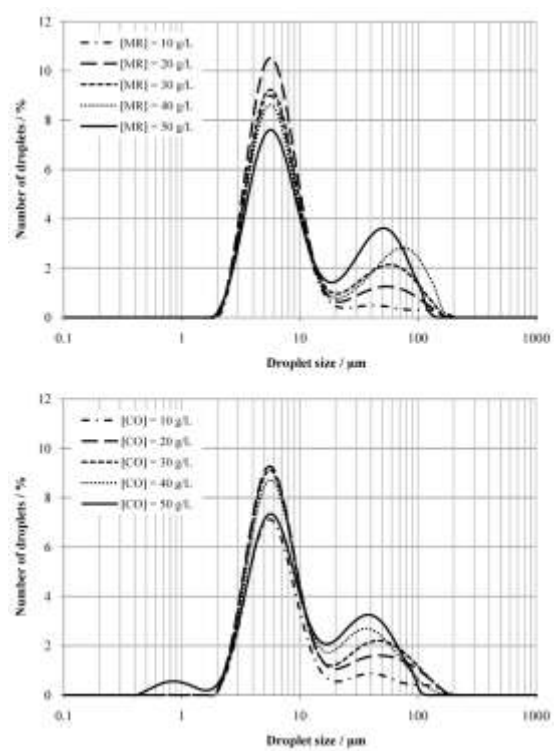 12
10
8
6
4
2
0
Number of droplets / %
[MR] = 10 g/L
[MR] = 20 g/L
[MR] = 30 g/L
[MR] = 40 g/L
[MR] = 50 g/L
0.1 1 10 100 1000
Droplet size / µm
12
10
8
6
4
2
0
Number of droplets / %
[CO] = 10 g/L
[CO] = 20 g/L
[CO] = 30 g/L
[CO] = 40 g/L
[CO] = 50 g/L
0.1 1 10 100 1000
Droplet size / µm